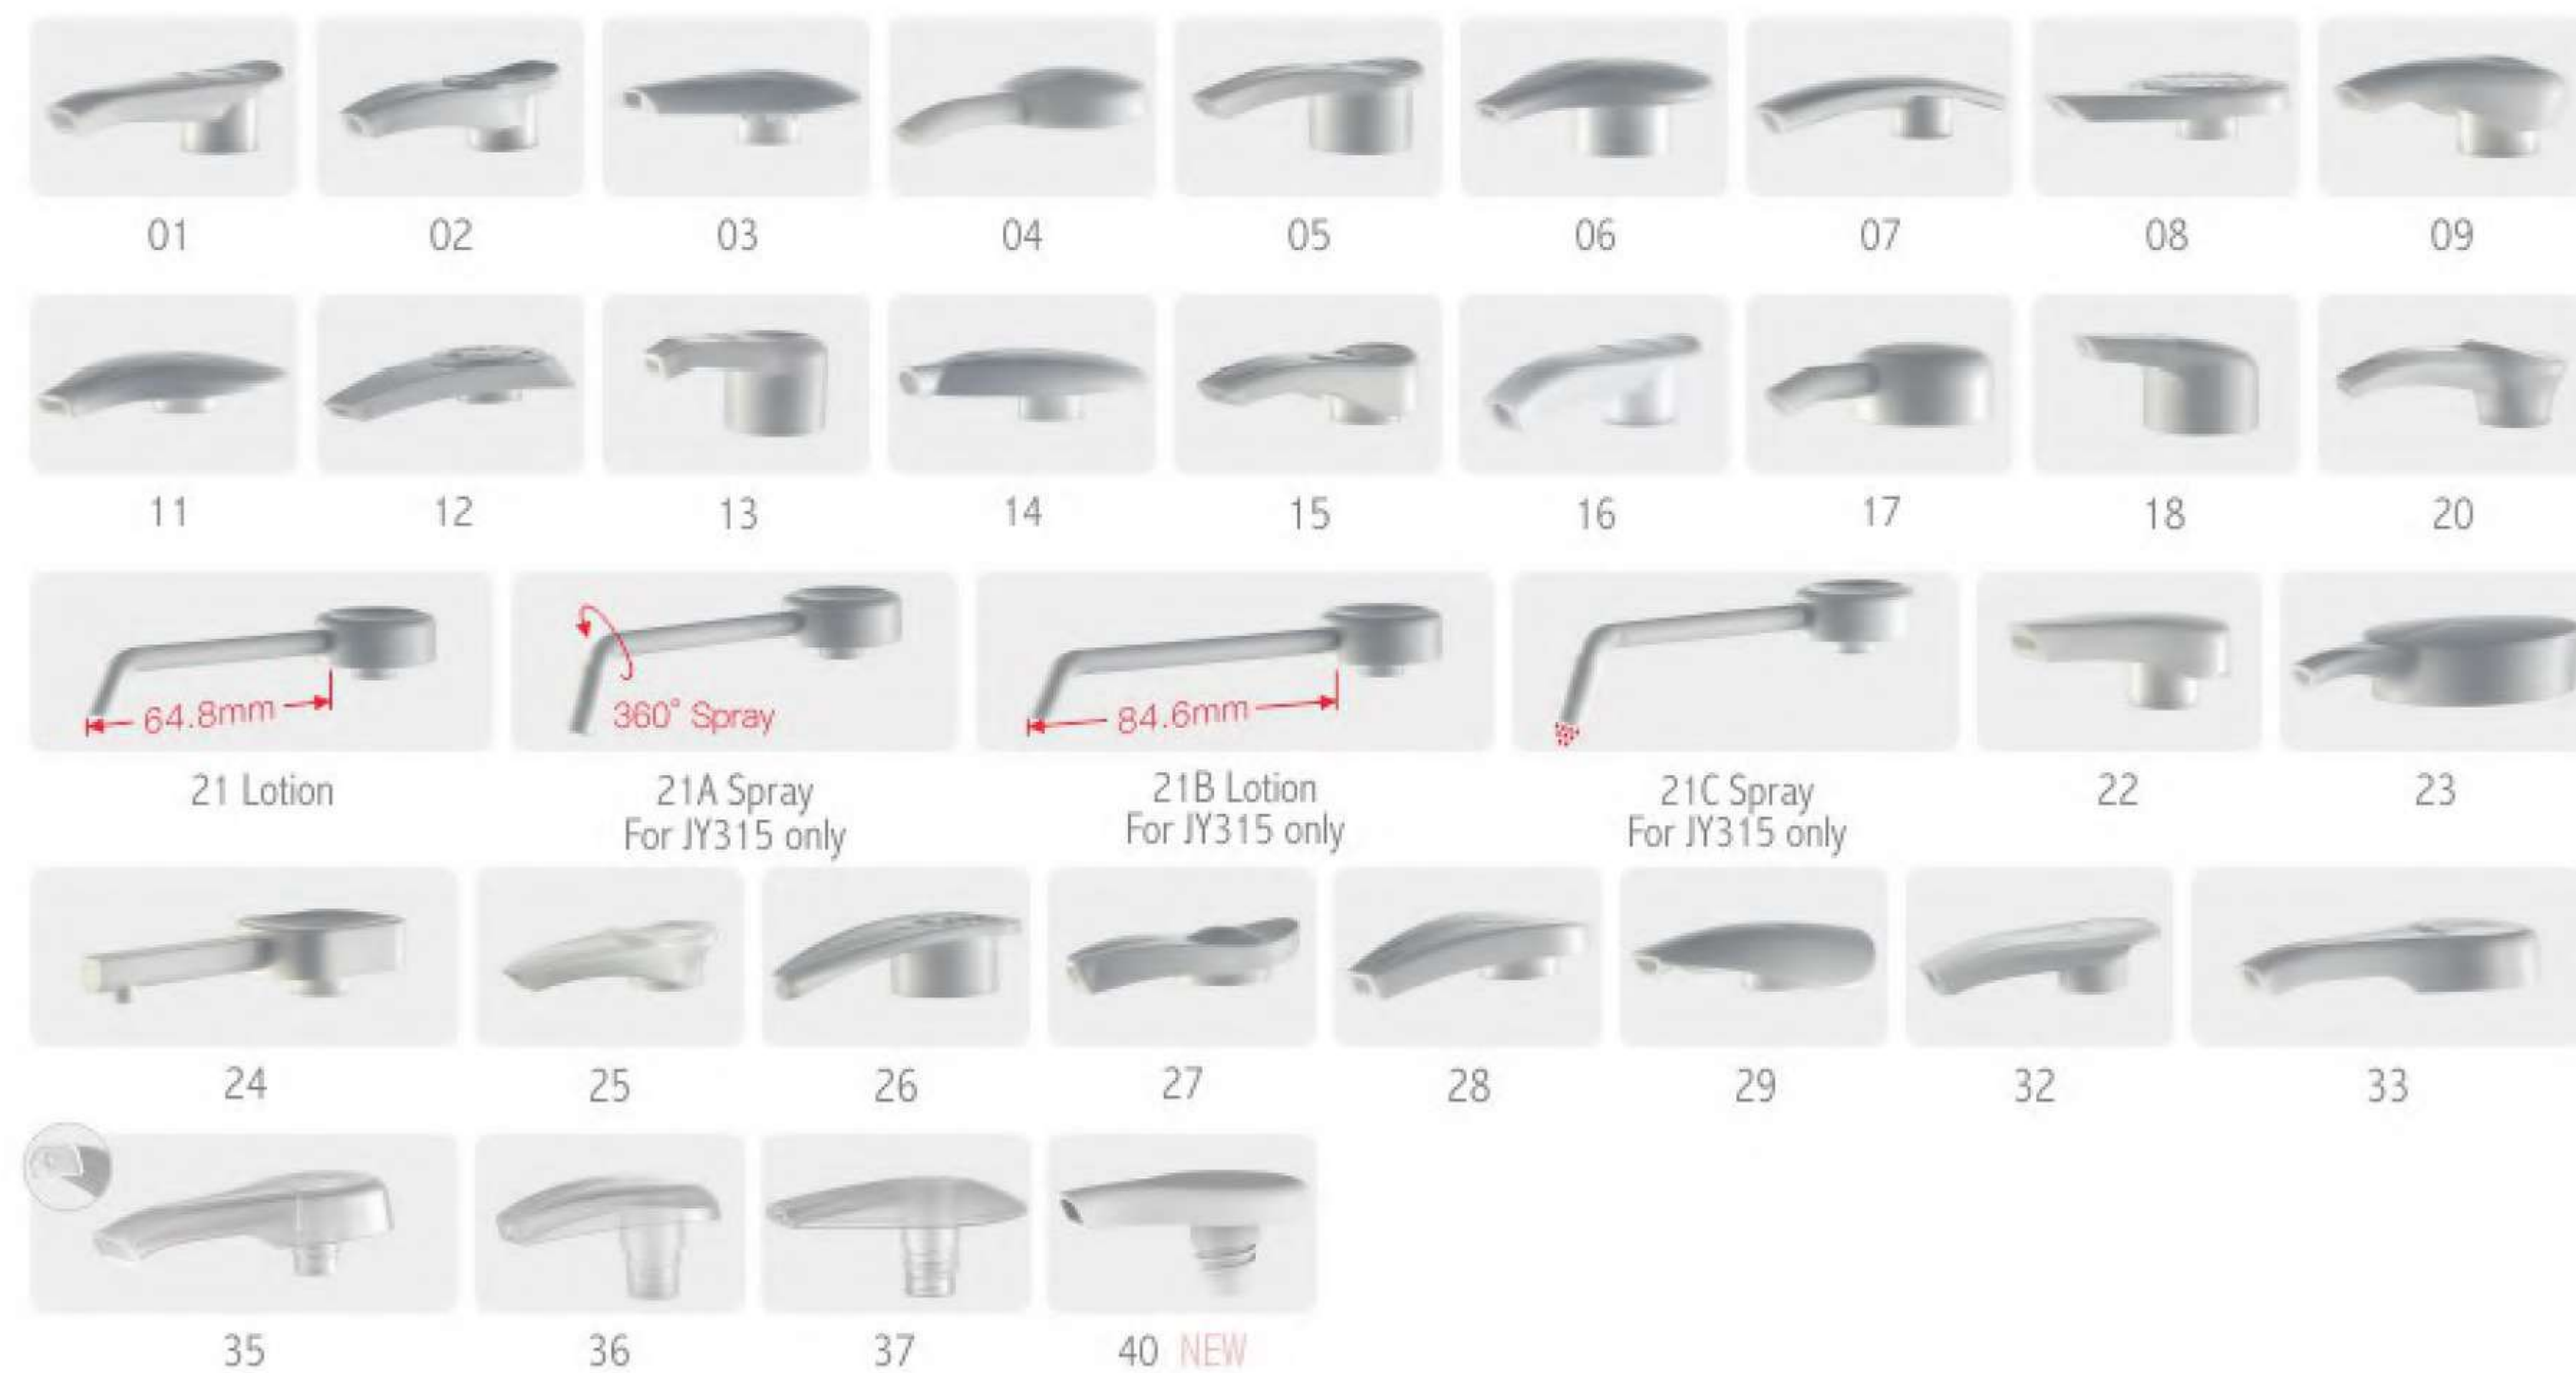 01 02 03 04 05 06 07 08 09
11 12 13 14 15 16 17 18 20
64.8mm 360° Spray 84.6mm
21 Lotion 21A Spray 21B Lotion 21C Spray 22 23
For JY315 only For JY315 only For JY315 only
24 25 26 27 28 29 32 33
35 36 37 40 NEW